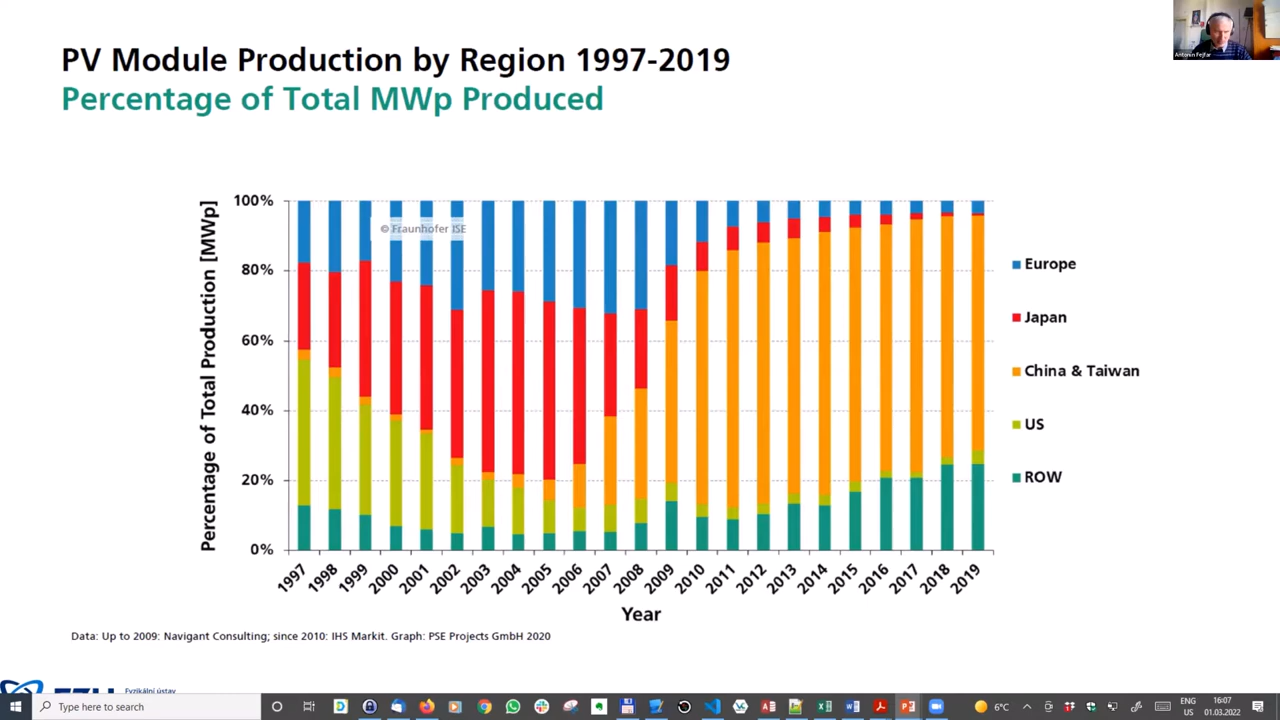 PV Module Production by Region 1997-2019
Percentage of Total MWp Produced
Antonin Fejfar
Percentage of Total Production [MWp]
100%
80%
60%
40%
20%
0%
© Fraunhofer ISE
Europe
Japan
China & Taiwan
US
ROW
1997 1998 1999 2000 2001 2002 2003 2004 2005 2006 2007 2008 2009 2010 2011 2012 2013 2014 2015 2016 2017 2018 2019
Year
Data: Up to 2009: Navigant Consulting; since 2010: IHS Markit. Graph: PSE Projects GmbH 2020
Fyzikální ústav
Type here to search
6°C
ENG
US
16:07
01.03.2022